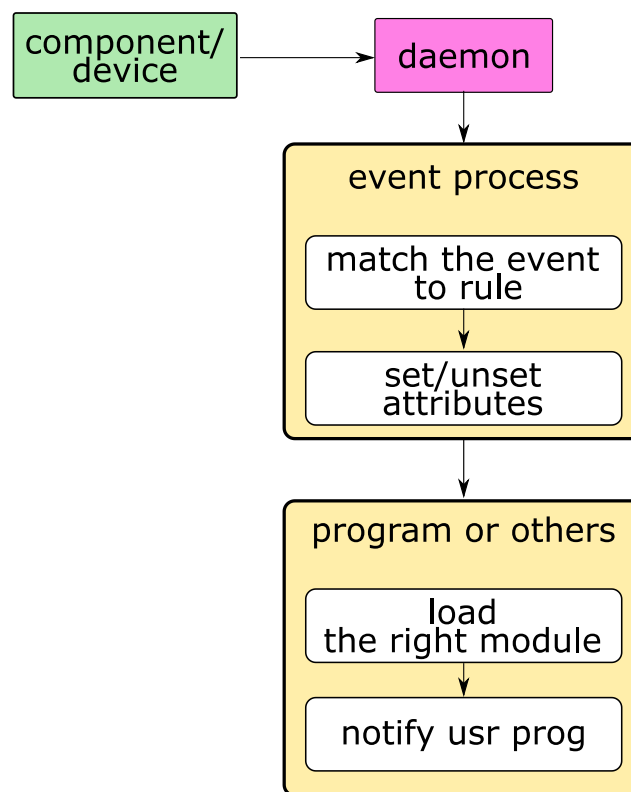 component/
device
daemon
event process
match the event
to rule
set/unset
attributes
program or others
load
the right module
notify usr prog